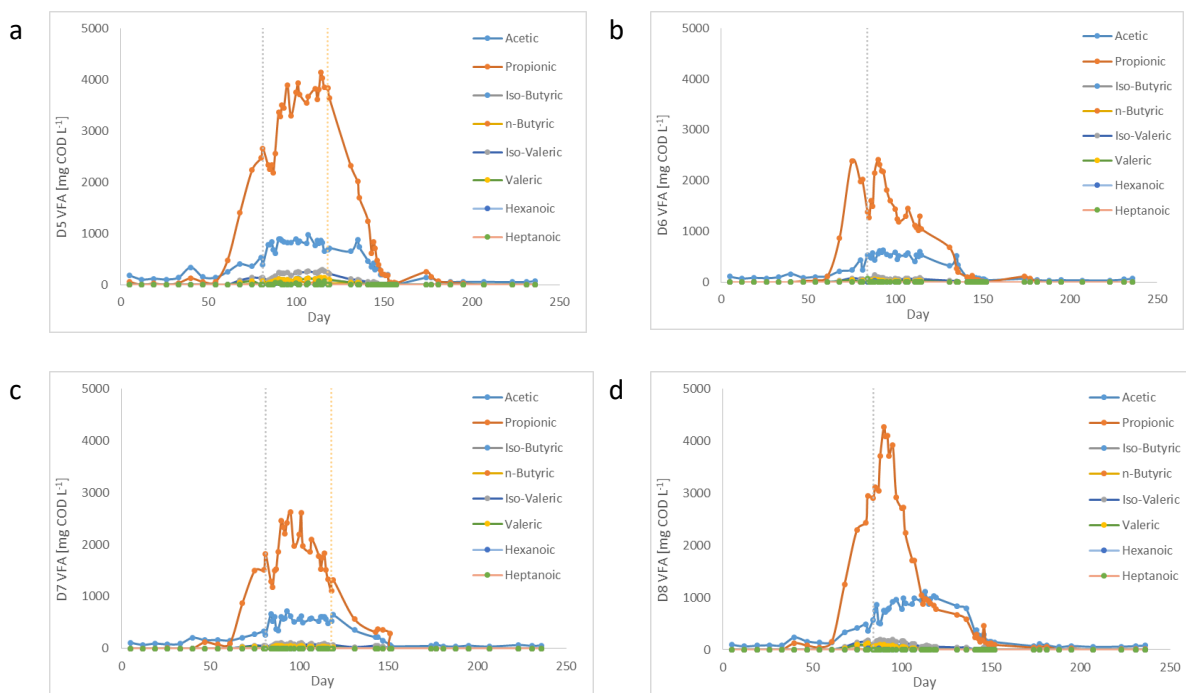 a
5000
4000
3000
2000
1000
0
D5 VFA [mg COD L-1]
0 50 100 150 200 250
Day
Acetic
Propionic
Iso-Butyric
n-Butyric
Iso-Valeric
Valeric
Hexanoic
Heptanoic
b
5000
4000
3000
2000
1000
0
D6 VFA [mg COD L-1]
0 50 100 150 200 250
Day
Acetic
Propionic
Iso-Butyric
n-Butyric
Iso-Valeric
Valeric
Hexanoic
Heptanoic
c
5000
4000
3000
2000
1000
0
D7 VFA [mg COD L-1]
0 50 100 150 200 250
Day
Acetic
Propionic
Iso-Butyric
n-Butyric
Iso-Valeric
Valeric
Hexanoic
Heptanoic
d
5000
4000
3000
2000
1000
0
D8 VFA [mg COD L-1]
0 50 100 150 200 250
Day
Acetic
Propionic
Iso-Butyric
n-Butyric
Iso-Valeric
Valeric
Hexanoic
Heptanoic